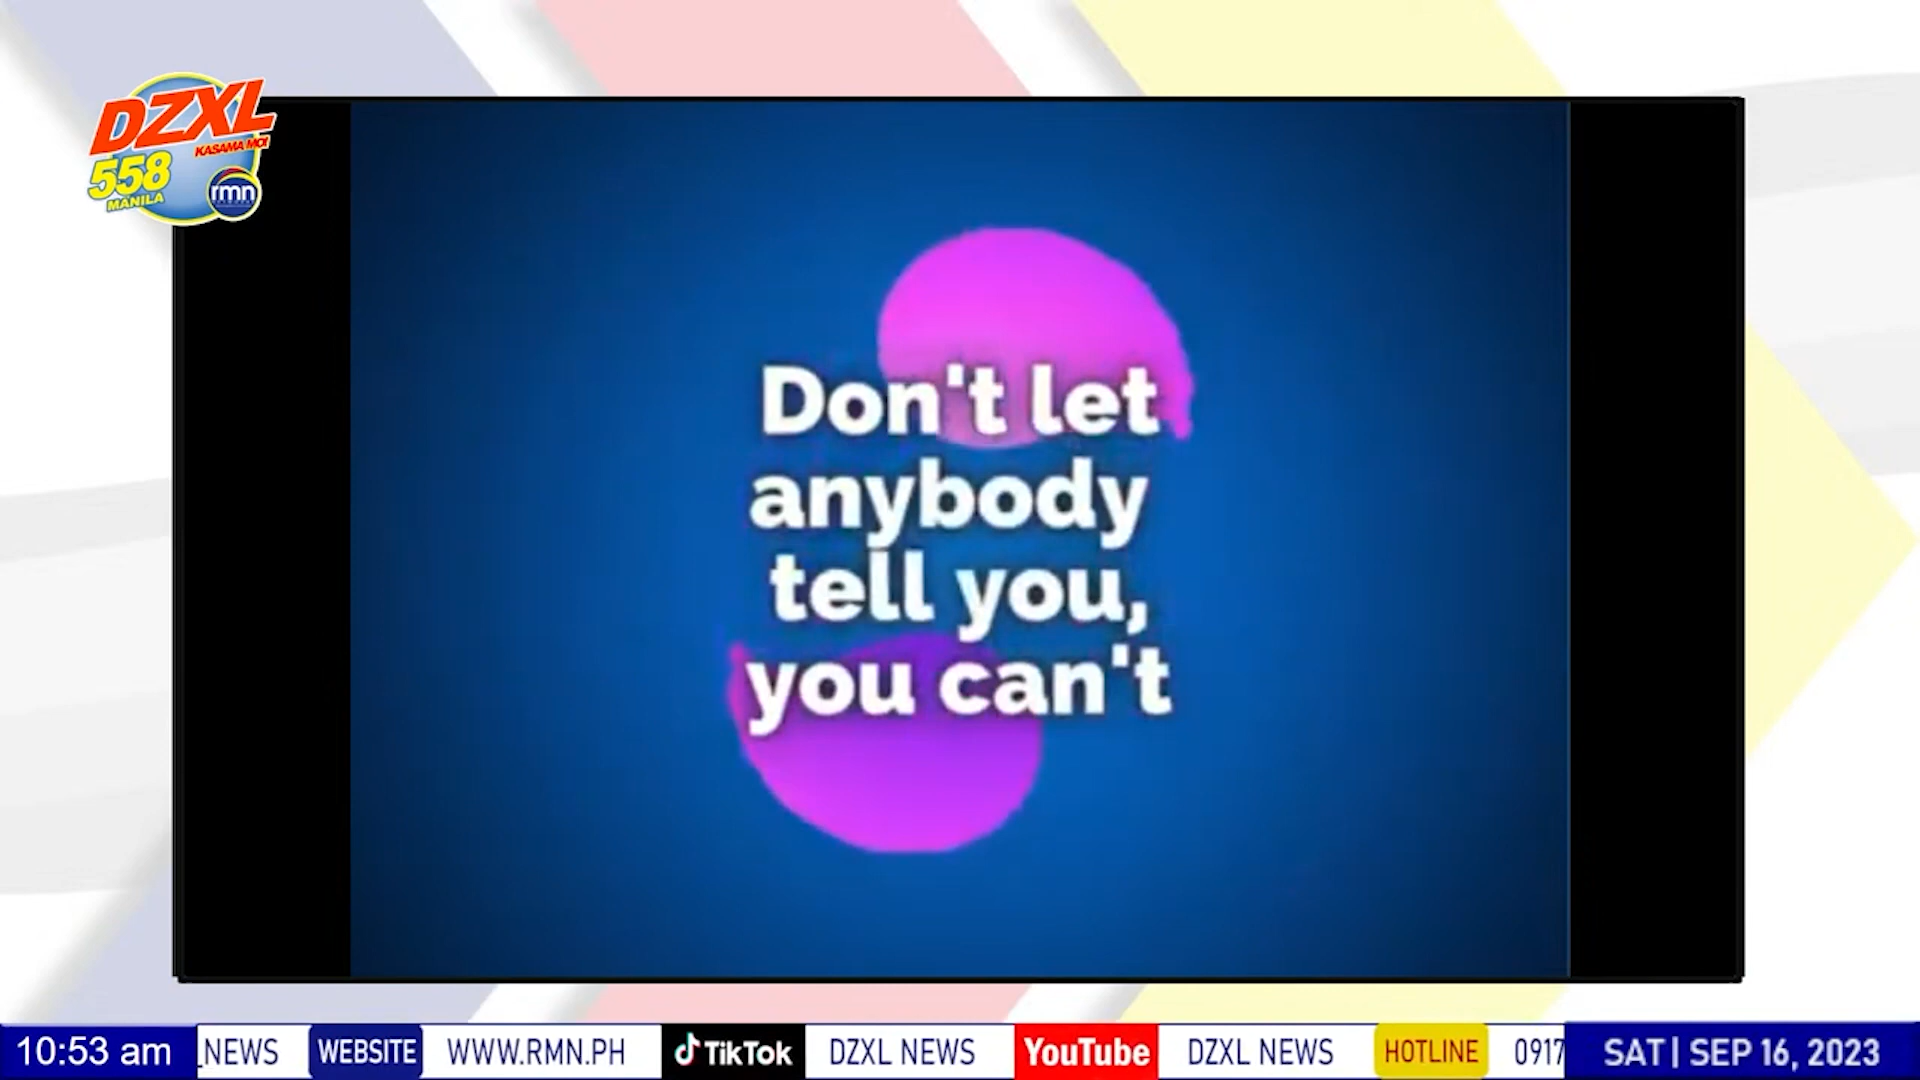 DZXL
KASAMA MO!
558
MANILA
rmn
Don't let
anybody
tell you,
you can't
10:53 am
_NEWS WEBSITE WWW.RMN.PH TikTok DZXL NEWS YouTube DZXL NEWS HOTLINE 0917
SAT | SEP 16, 2023